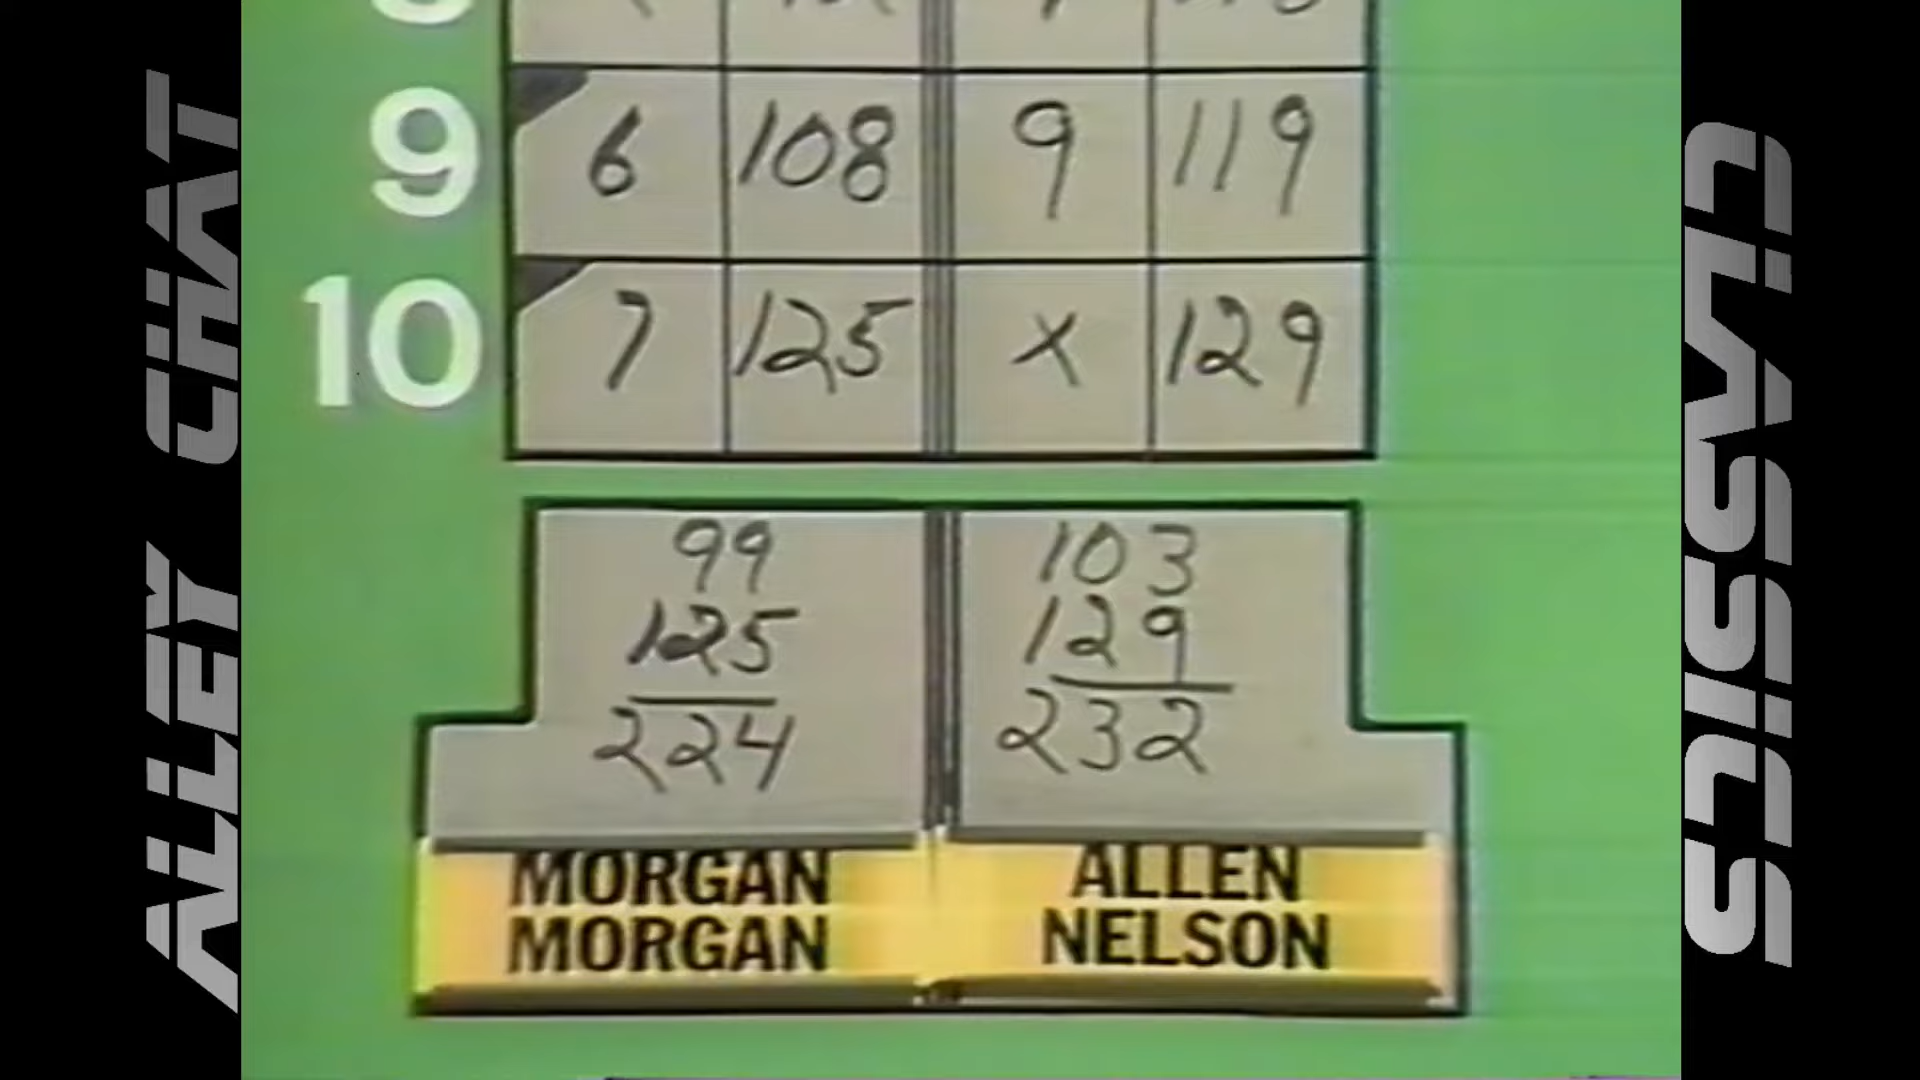 ALLEY CHAT
9 6 108 9 119
10 7 125 X 129
99 103
125 129
224 232
MORGAN ALLEN
MORGAN NELSON
CLASSICS